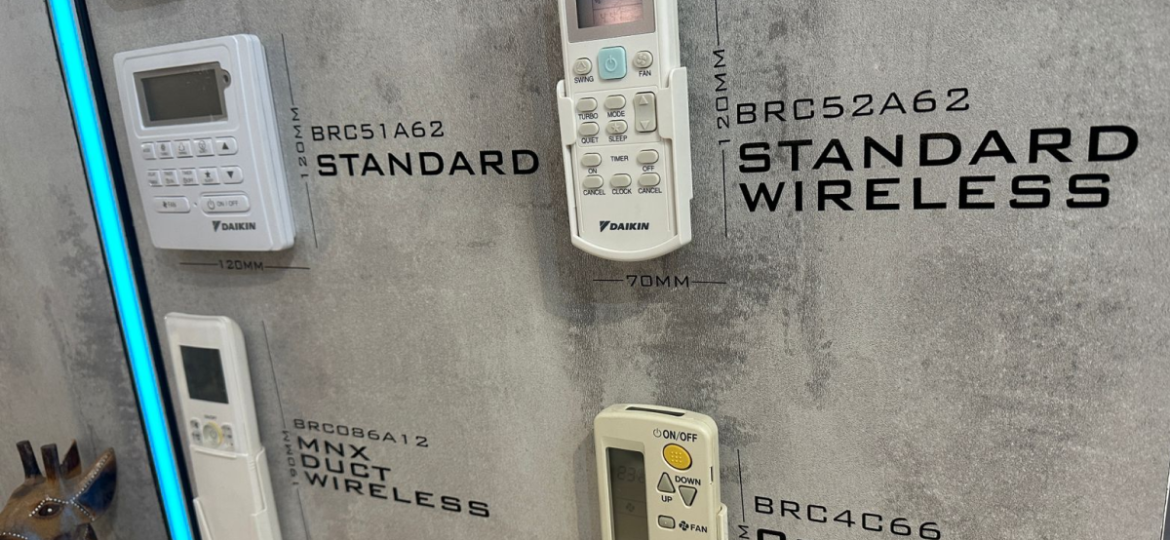 120MM
BRC51A62
STANDARD
ON / OFF
DAIKIN
120MM
SWING
FAN
TURBO
MODE
QUIET
SLEEP
TIMER
ON
OFF
CANCEL
CLOCK
CANCEL
DAIKIN
120MM
BRC52A62
STANDARD
WIRELESS
70MM
190MM
BRC086A12
MNX
DUCT
WIRELESS
ON/OFF
DOWN
UP
FAN
BRC4C66